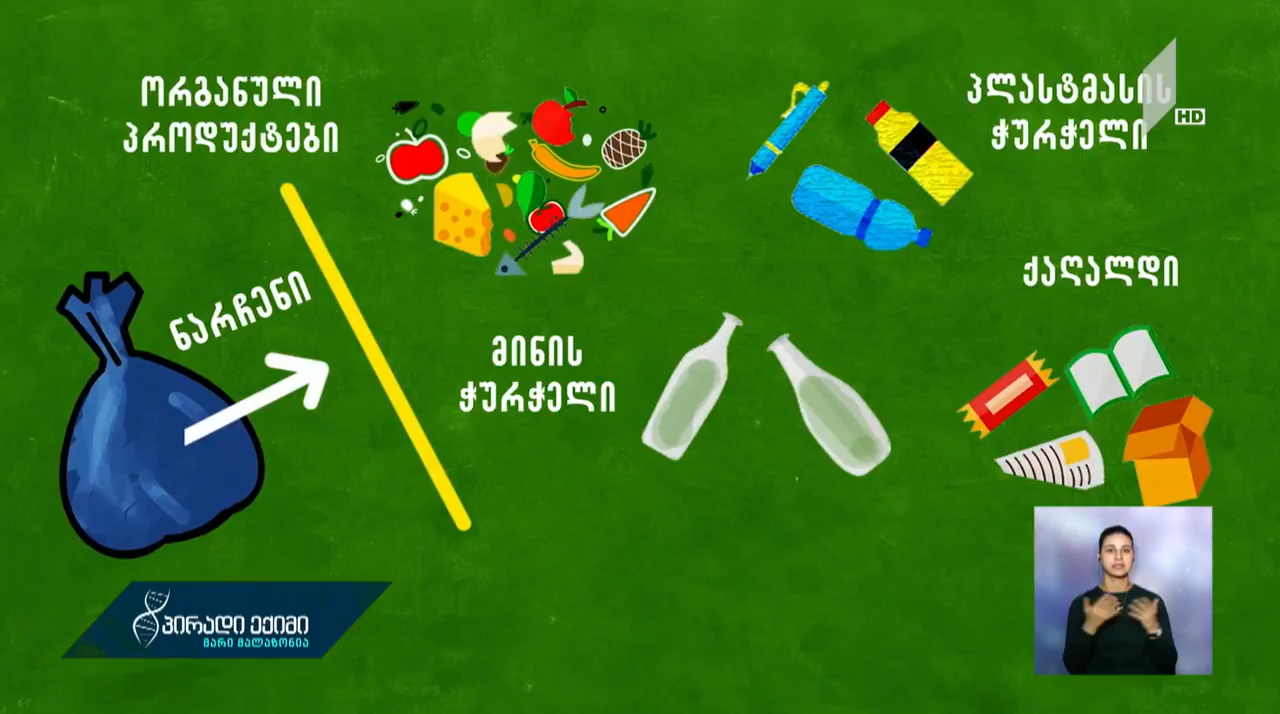 ორგანული
პროდუქტები
პლასტმასის
ჭურჭელი
HD
ქაღალდი
ნარჩენი
მინის
ჭურჭელი
პირადი ექიმი
მარი მალაზონია